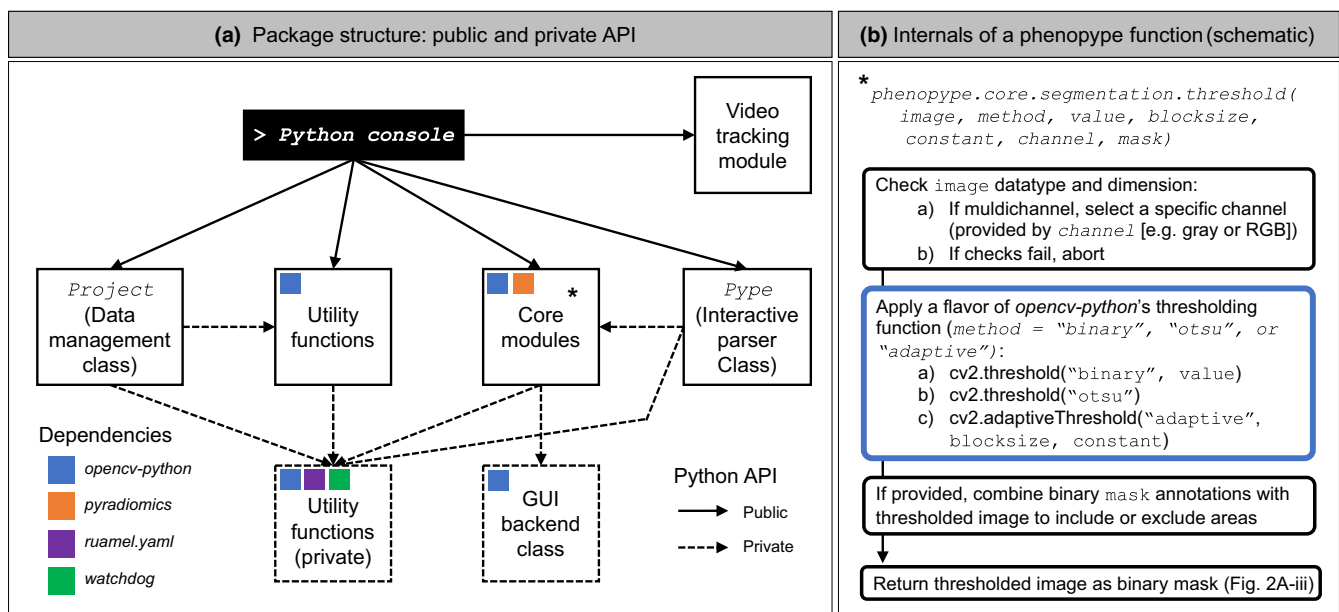 (a) Package structure: public and private API
> Python console
Video
tracking
module
Project
(Data
management
class)
Utility
functions
*
Core
modules
Pype
(Interactive
parser
Class)
Dependencies
opencv-python
pyradiomics
ruamel.yaml
watchdog
Utility
functions
(private)
GUI
backend
class
Python API
Public
Private
(b) Internals of a phenopype function (schematic)
*phenopype.core.segmentation.threshold(
image, method, value, blocksize,
constant, channel, mask)
Check image datatype and dimension:
a) If muldichannel, select a specific channel
(provided by channel [e.g. gray or RGB])
b) If checks fail, abort
Apply a flavor of opencv-python's thresholding
function (method = “binary”, “otsu”, or
“adaptive”):
a) cv2.threshold(“binary”, value)
b) cv2.threshold(“otsu”)
c) cv2.adaptiveThreshold(“adaptive”,
blocksize, constant)
If provided, combine binary mask annotations with
thresholded image to include or exclude areas
Return thresholded image as binary mask (Fig. 2A-iii)